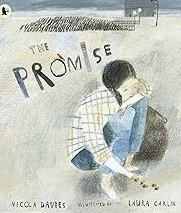 THE
PROMISE
NICOLA DAVIES ILLUSTRATED BY LAURA CARLIN